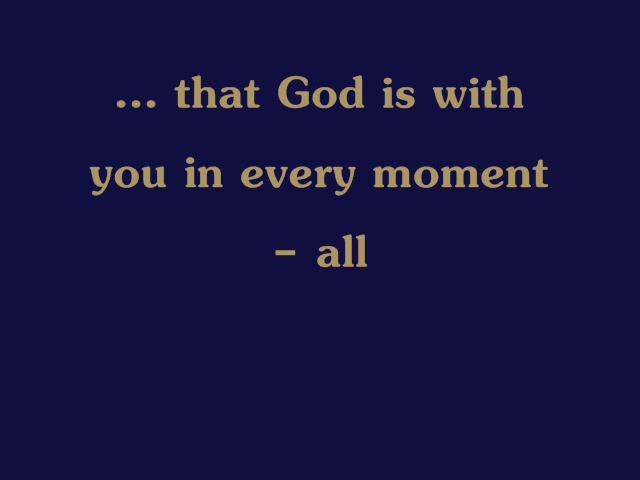 ... that God is with
you in every moment
- all